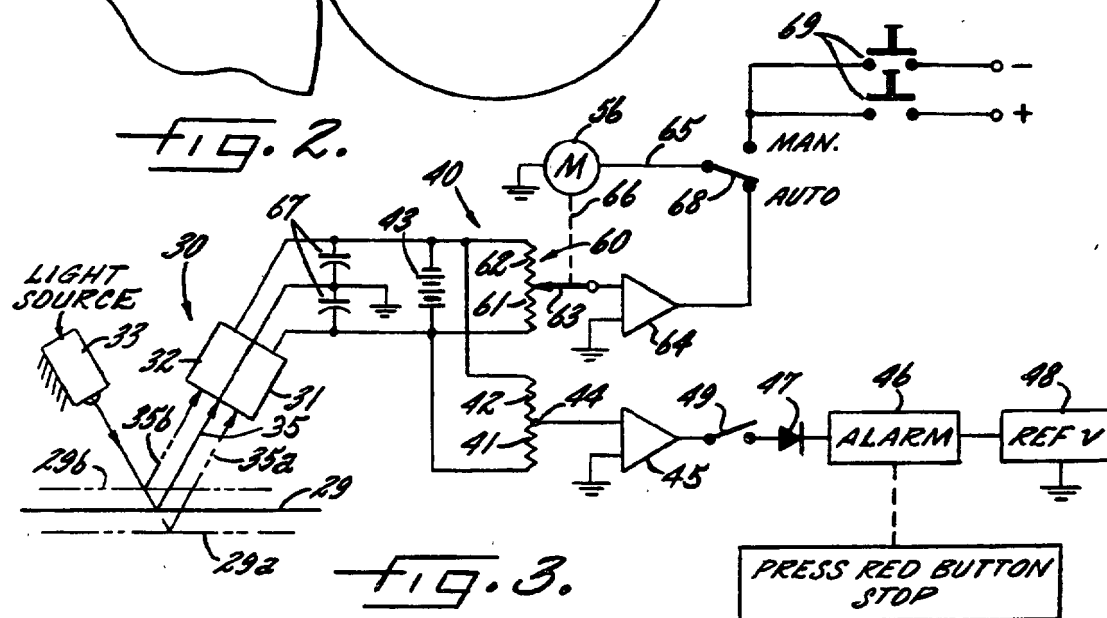 fig. 2.
69
−
+
MAN.
AUTO
56
M
65
68
66
40
67
43
60
62
61
63
64
30
LIGHT
SOURCE
33
32
31
35b
35
35a
29b
29
29a
42
44
41
45
49
47
46
48
ALARM
REF V
PRESS RED BUTTON
STOP
fig. 3.